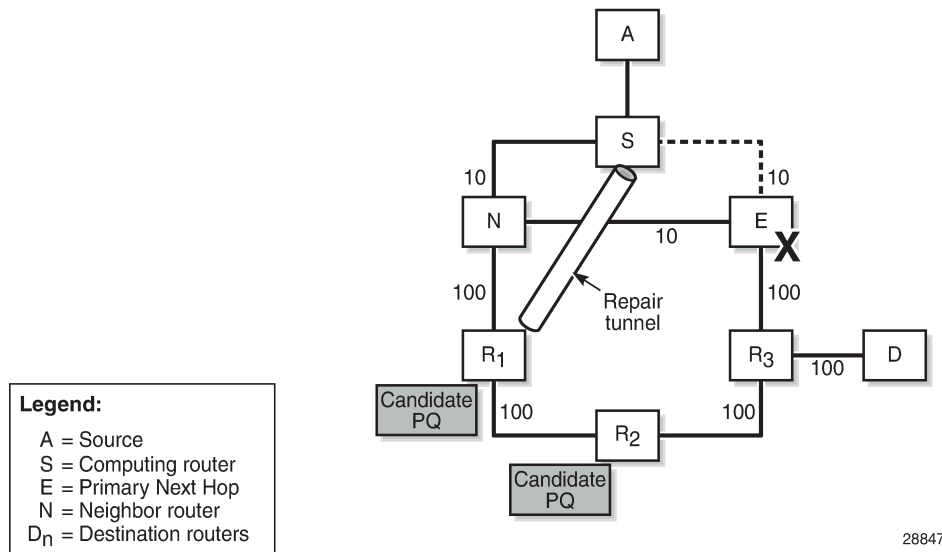 A
S
10
10
N
E
X
10
100
100
Repair
tunnel
R1
R3
D
100
Candidate
PQ
100
100
R2
Candidate
PQ
Legend:
A = Source
S = Computing router
E = Primary Next Hop
N = Neighbor router
Dn = Destination routers
28847